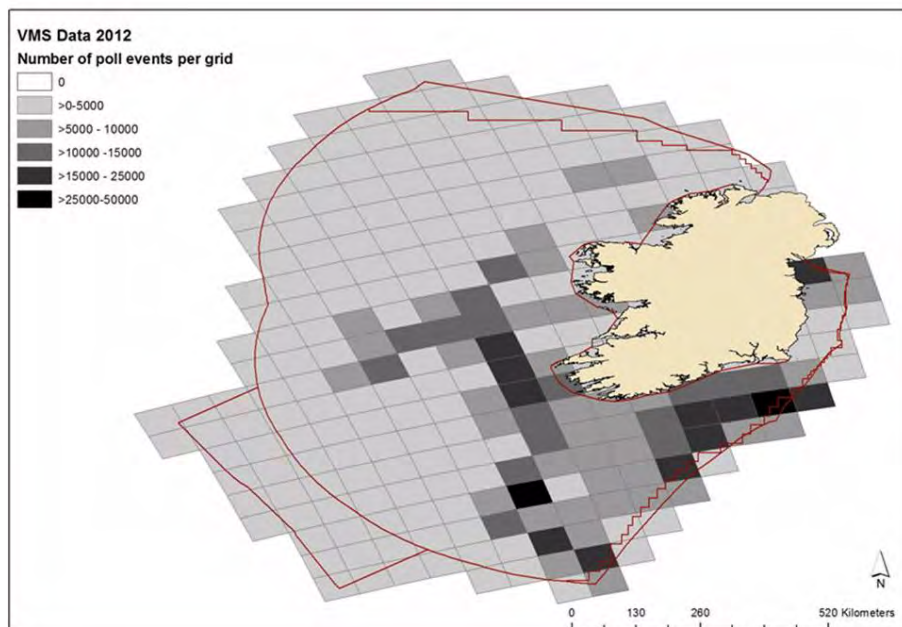 VMS Data 2012
Number of poll events per grid
0
>0-5000
>5000 - 10000
>10000 -15000
>15000 - 25000
>25000-50000
N
0 130 260 520 Kilometers